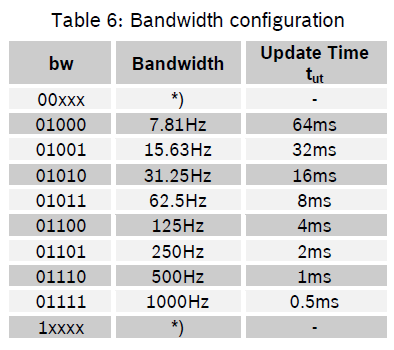 Table 6: Bandwidth configuration
bw Bandwidth Update Time t_ut
00xxx *) -
01000 7.81Hz 64ms
01001 15.63Hz 32ms
01010 31.25Hz 16ms
01011 62.5Hz 8ms
01100 125Hz 4ms
01101 250Hz 2ms
01110 500Hz 1ms
01111 1000Hz 0.5ms
1xxxx *) -